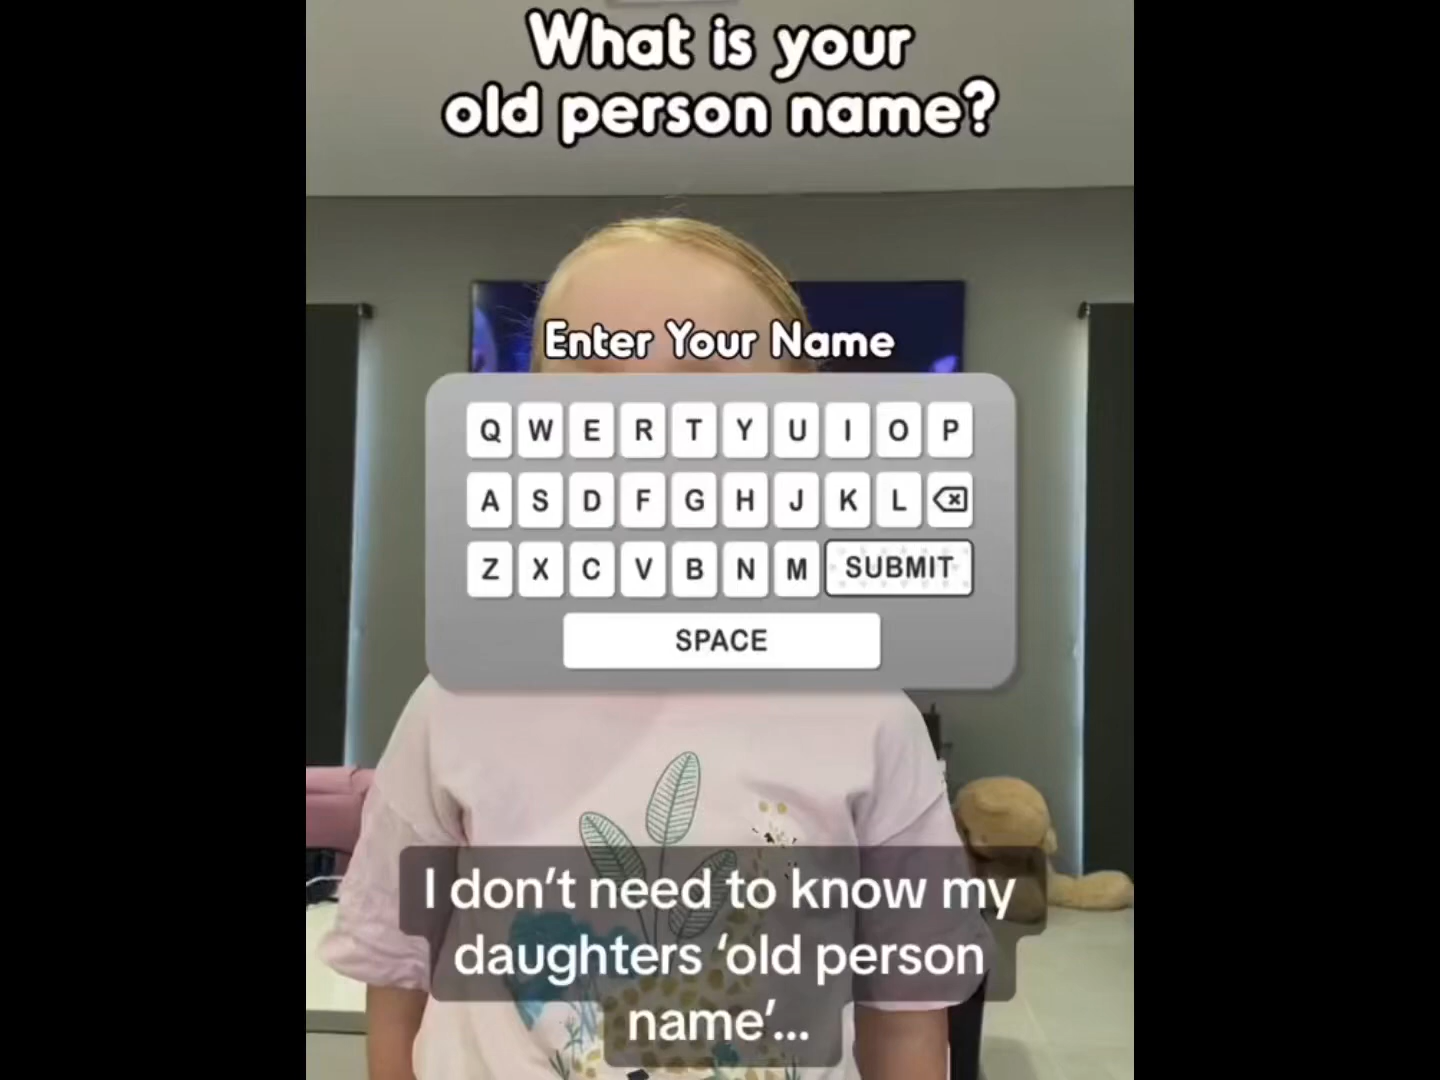 What is your
old person name?
Enter Your Name
Q W E R T Y U I O P
A S D F G H J K L
Z X C V B N M SUBMIT
SPACE
I don't need to know my
daughters ‘old person
name’...